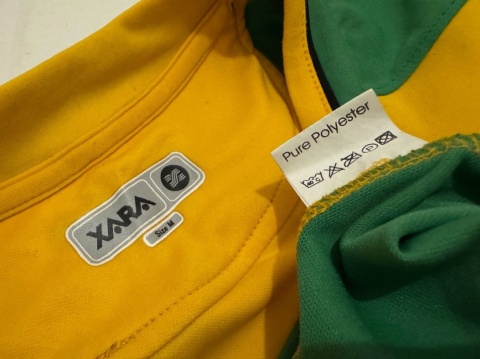 XARA
Size M
Pure Polyester